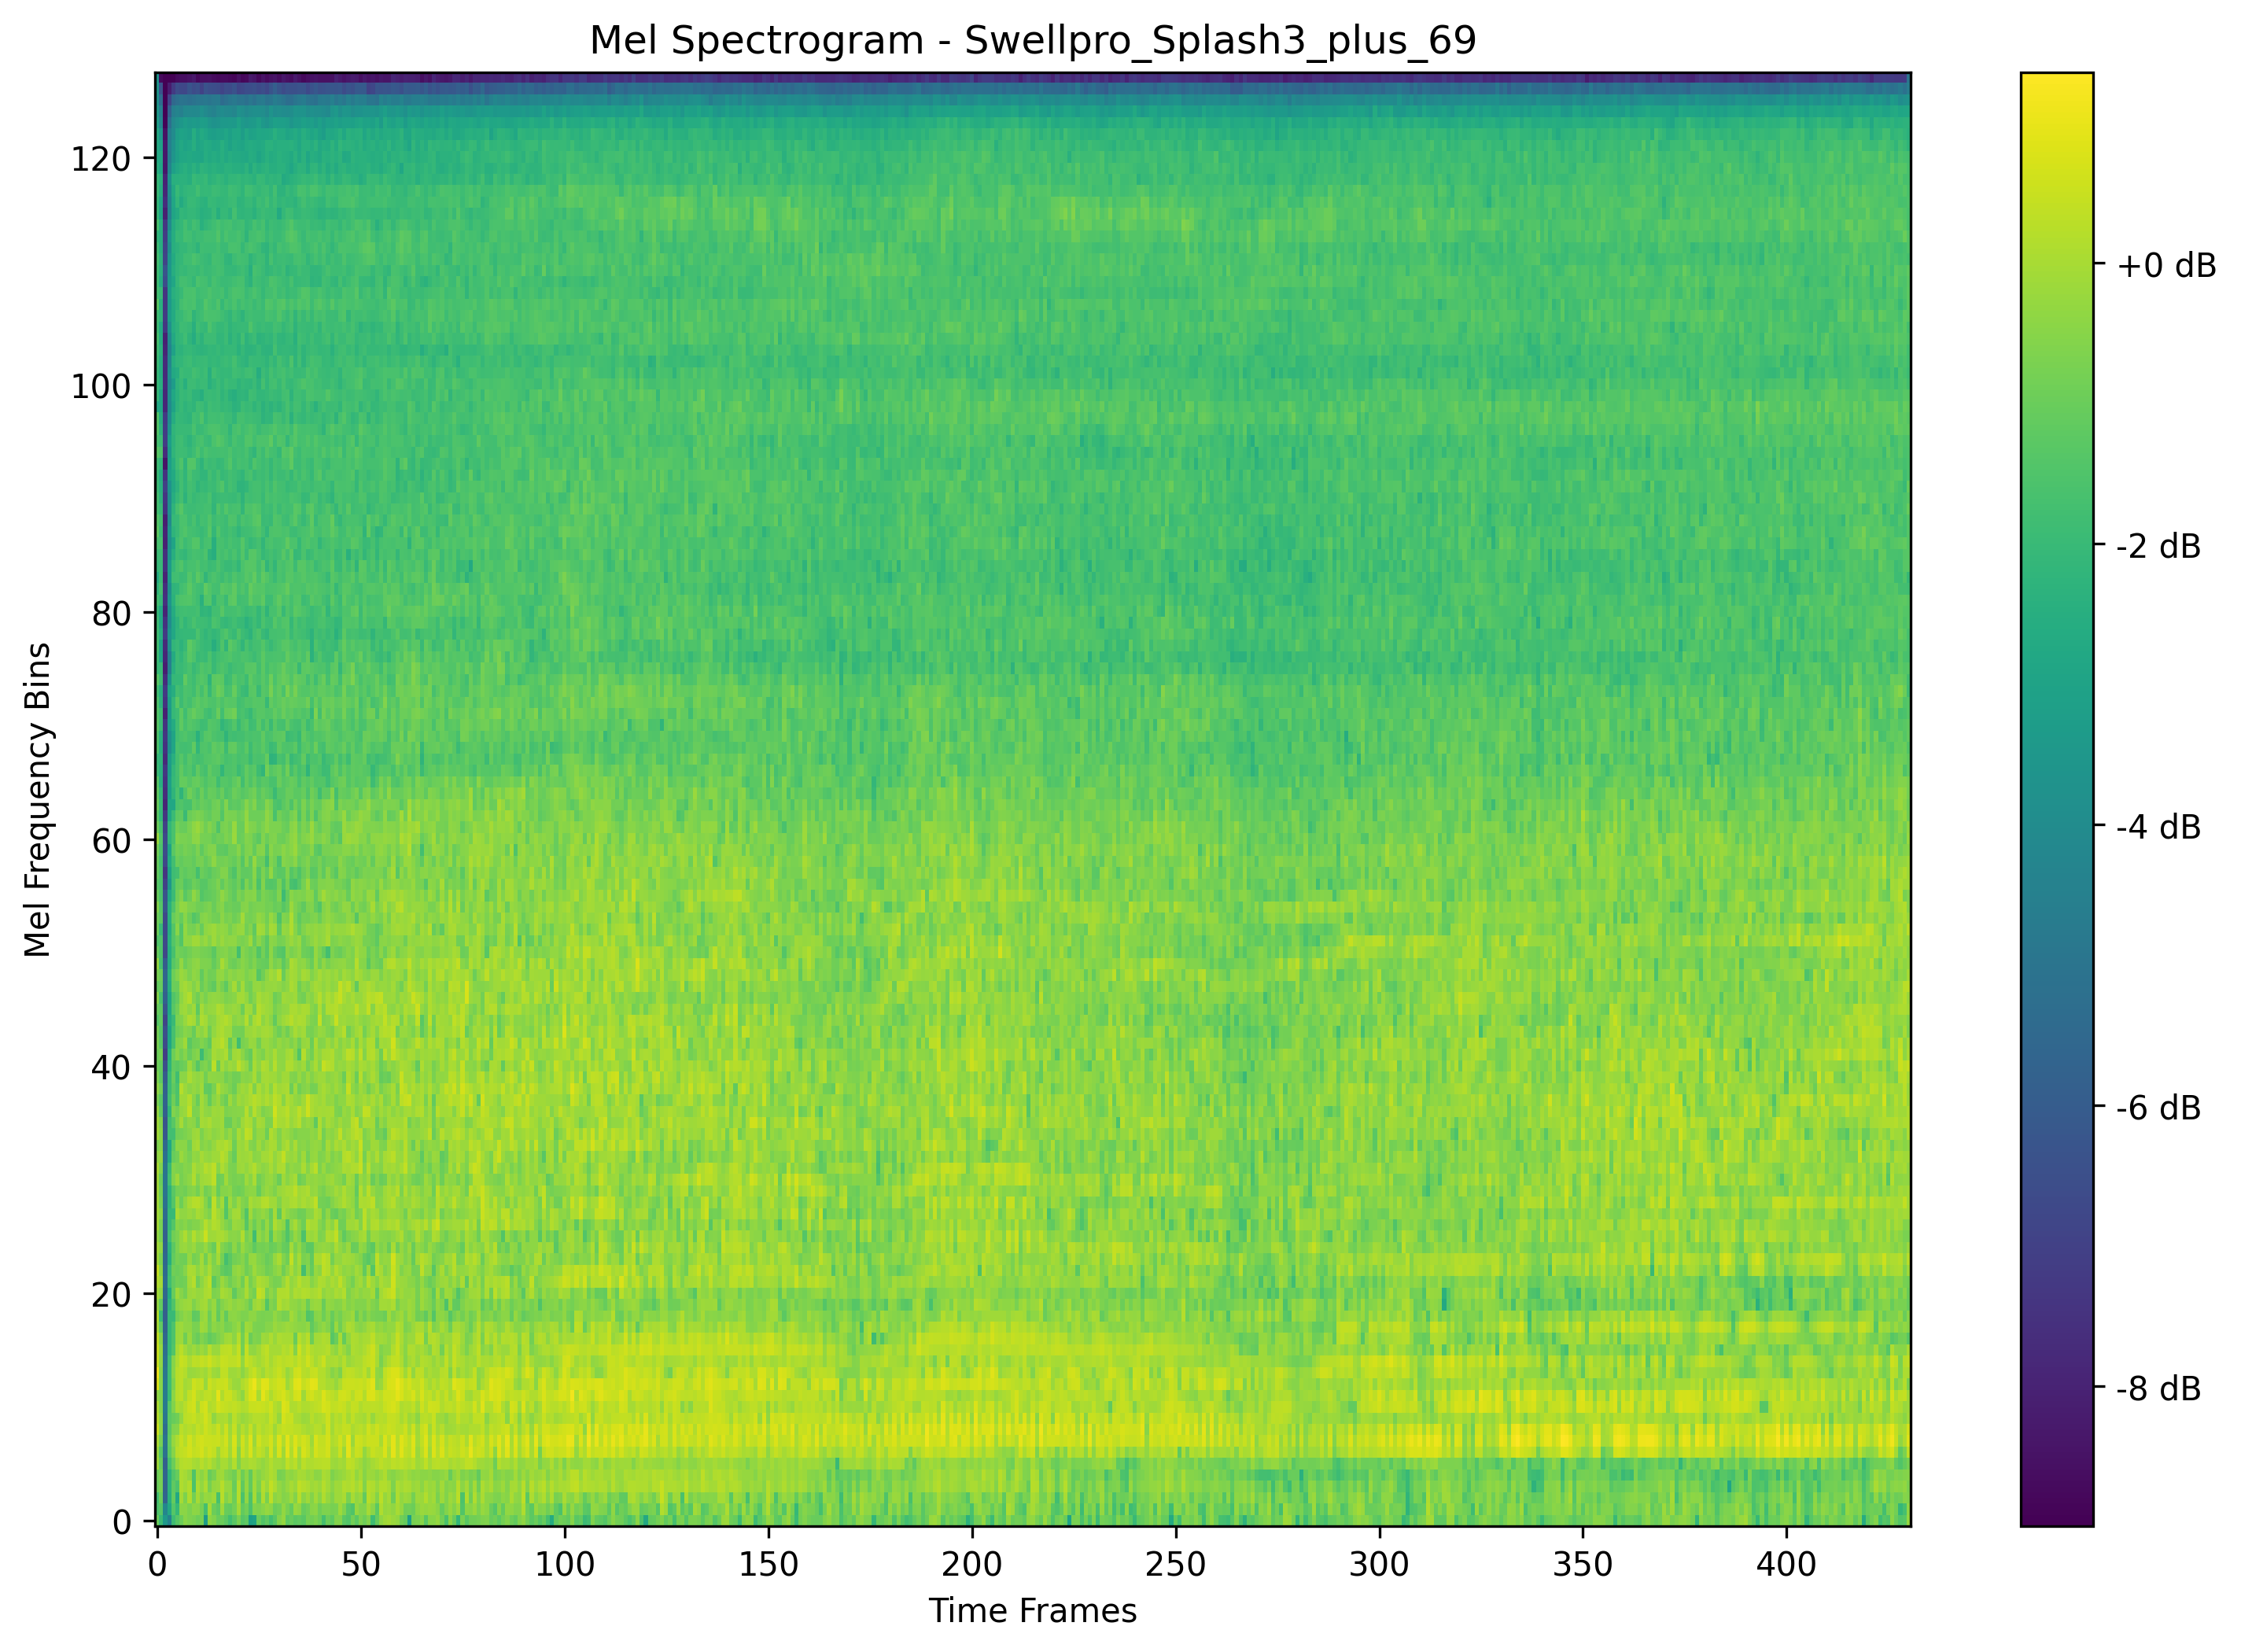 Mel Spectrogram - Swellpro_Splash3_plus_69
Mel Frequency Bins
120
100
80
60
40
20
0
0 50 100 150 200 250 300 350 400
Time Frames
+0 dB
-2 dB
-4 dB
-6 dB
-8 dB